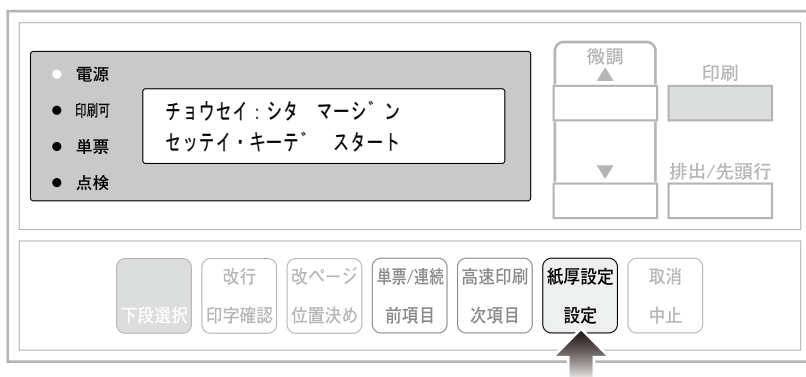 電源
印刷可
単票
点検
チョウセイ:シタ マージ゛ン
セッテイ・キーデ゛ スタート
微調
▲
▼
印刷
排出/先頭行
下段選択
改行
印字確認
改ページ
位置決め
単票/連続
前項目
高速印刷
次項目
紙厚設定
設定
取消
中止